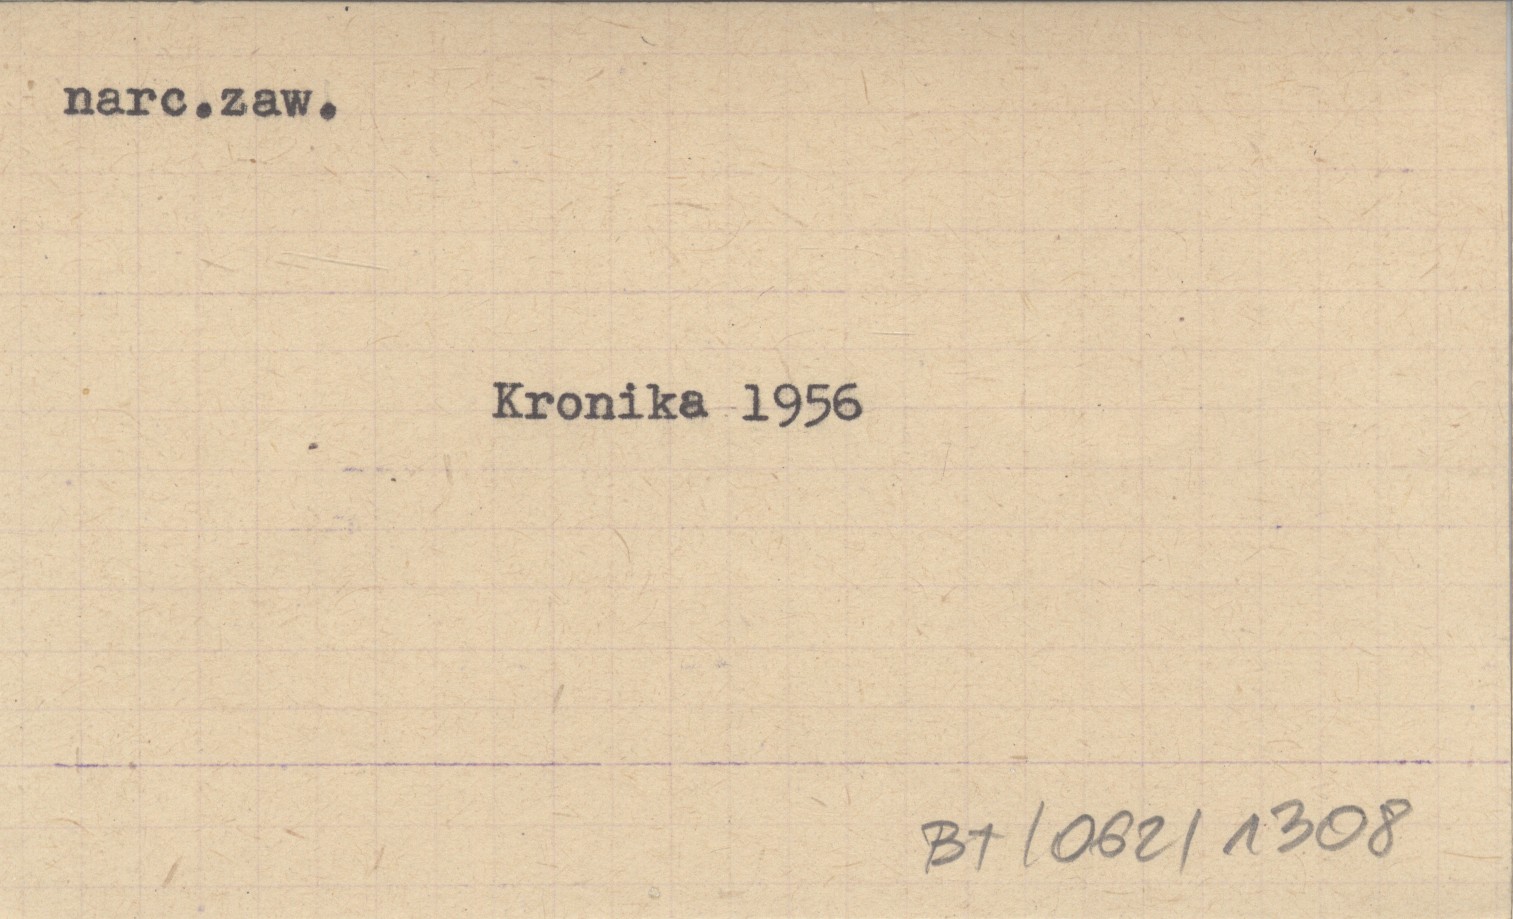 narc.zaw.
Kronika 1956
BT/062/1308